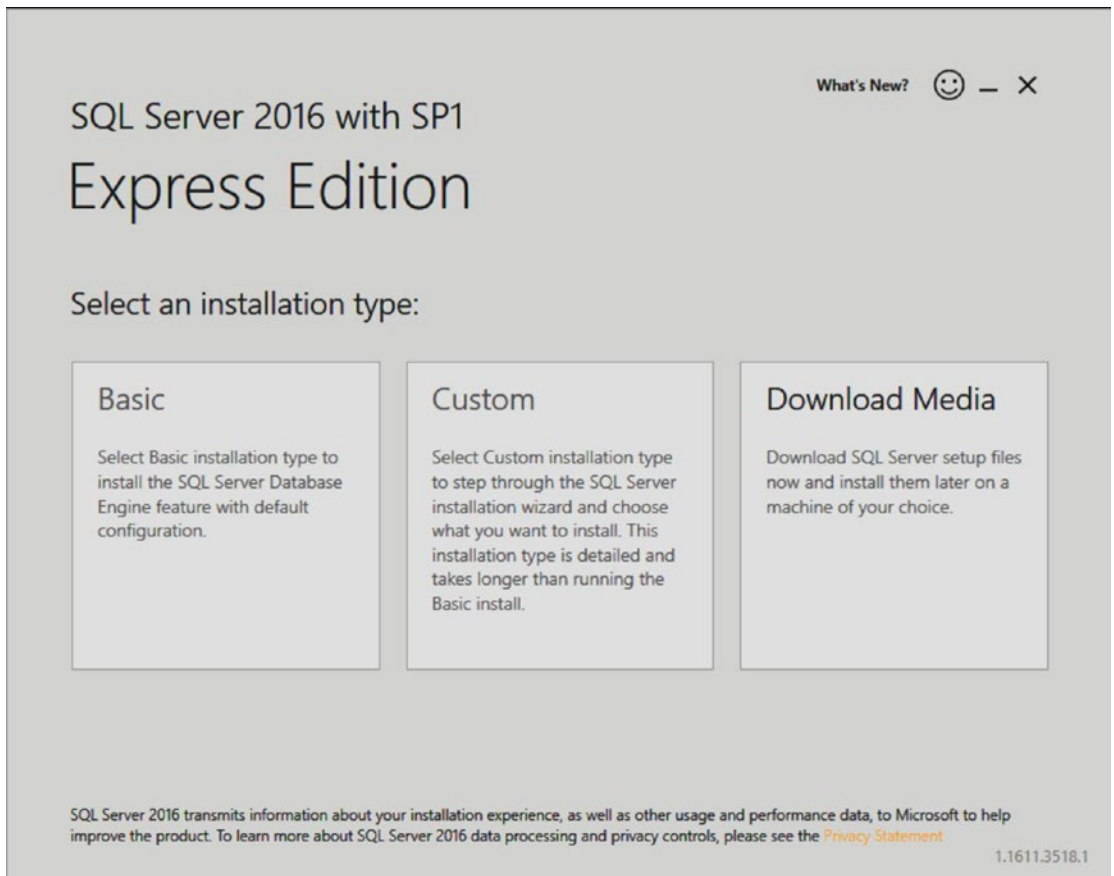 What's New?
SQL Server 2016 with SP1
Express Edition
Select an installation type:
Basic
Select Basic installation type to
install the SQL Server Database
Engine feature with default
configuration.
Custom
Select Custom installation type
to step through the SQL Server
installation wizard and choose
what you want to install. This
installation type is detailed and
takes longer than running the
Basic install.
Download Media
Download SQL Server setup files
now and install them later on a
machine of your choice.
SQL Server 2016 transmits information about your installation experience, as well as other usage and performance data, to Microsoft to help
improve the product. To learn more about SQL Server 2016 data processing and privacy controls, please see the Privacy Statement
1.1611.3518.1